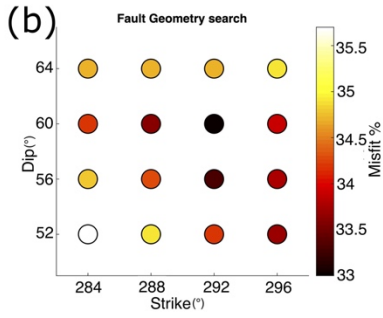 (b)
Fault Geometry search
64
60
56
52
Dip(°)
284 288 292 296
Strike(°)
35.5
35
34.5
34
33.5
33
Misfit %